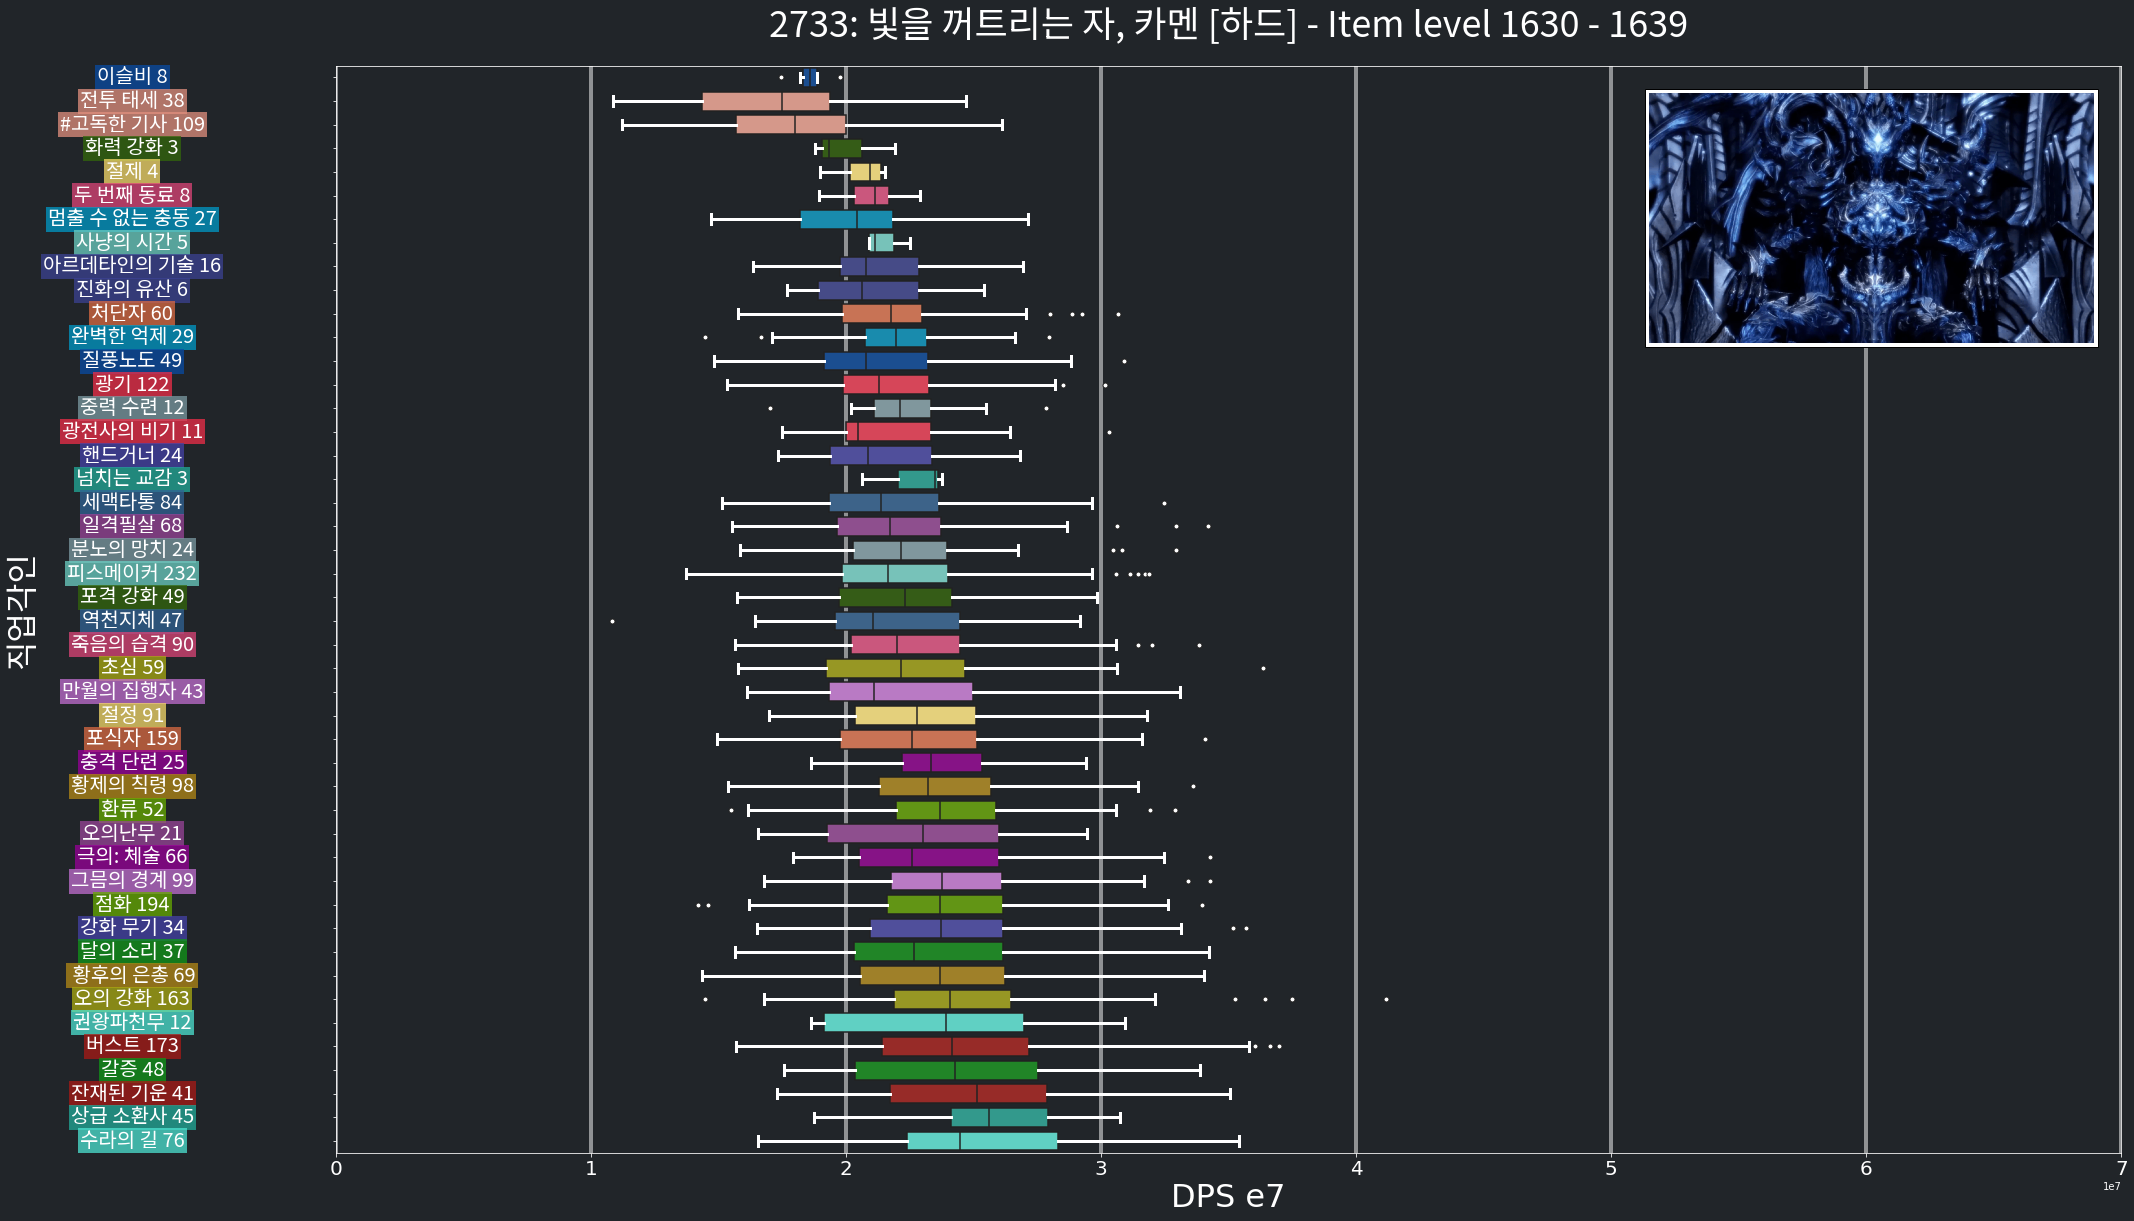 2733: 빛을 꺼트리는 자, 카멘 [하드] - Item level 1630 - 1639
직업각인
이슬비 8
전투 태세 38
#고독한 기사 109
화력 강화 3
절제 4
두 번째 동료 8
멈출 수 없는 충동 27
사냥의 시간 5
아르데타인의 기술 16
진화의 유산 6
처단자 60
완벽한 억제 29
질풍노도 49
광기 122
중력 수련 12
광전사의 비기 11
핸드거너 24
넘치는 교감 3
세맥타통 84
일격필살 68
분노의 망치 24
피스메이커 232
포격 강화 49
역천지체 47
죽음의 습격 90
초심 59
만월의 집행자 43
절정 91
포식자 159
충격 단련 25
황제의 칙령 98
환류 52
오의난무 21
극의: 체술 66
그믐의 경계 99
점화 194
강화 무기 34
달의 소리 37
황후의 은총 69
오의 강화 163
권왕파천무 12
버스트 173
갈증 48
잔재된 기운 41
상급 소환사 45
수라의 길 76
0 1 2 3 4 5 6 7
1e7
DPS e7